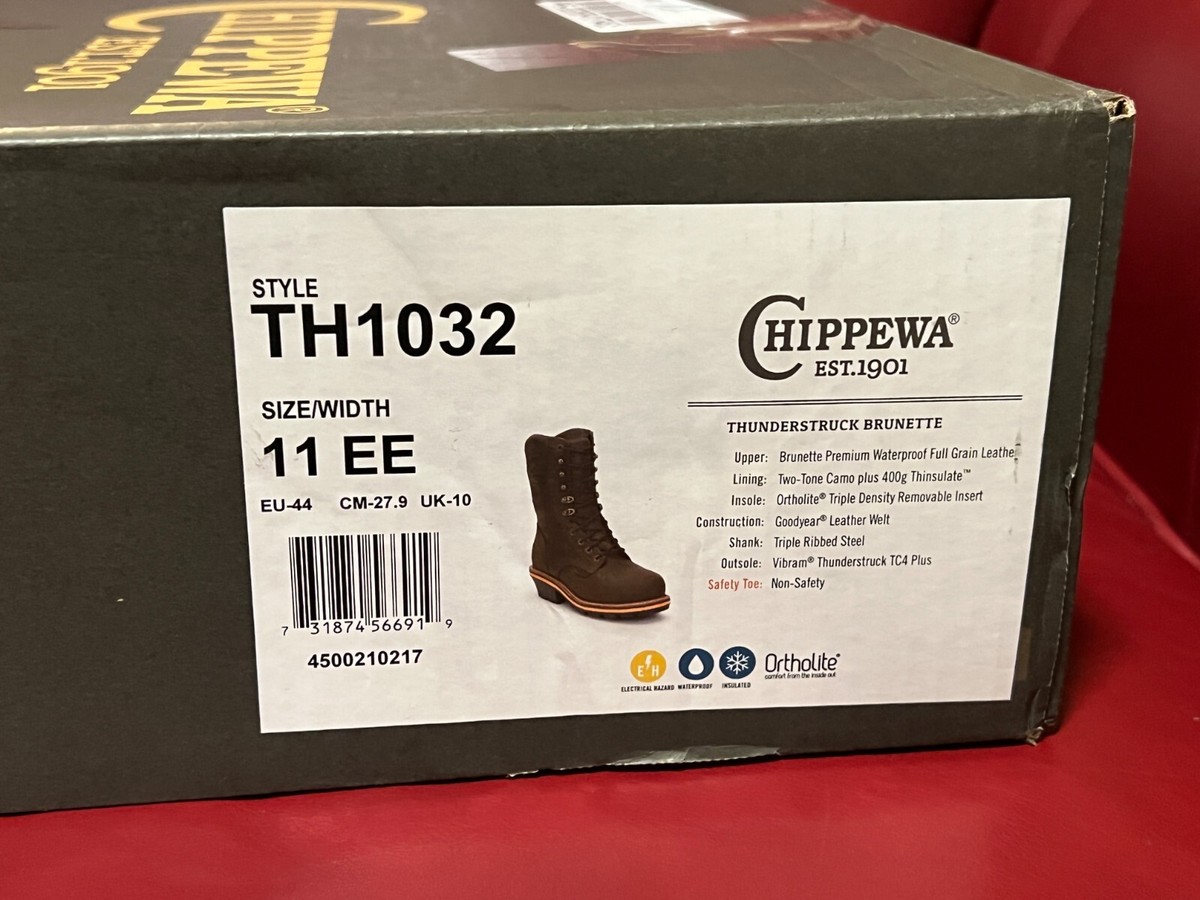 CHIPPEWA®
EST.1901
STYLE
TH1032
SIZE/WIDTH
11 EE
EU-44 CM-27.9 UK-10
7 31874 56691 9
4500210217
CHIPPEWA®
EST.1901
THUNDERSTRUCK BRUNETTE
Upper: Brunette Premium Waterproof Full Grain Leathe
Lining: Two-Tone Camo plus 400g Thinsulate™
Insole: Ortholite® Triple Density Removable Insert
Construction: Goodyear® Leather Welt
Shank: Triple Ribbed Steel
Outsole: Vibram® Thunderstruck TC4 Plus
Safety Toe: Non-Safety
EH
ELECTRICAL HAZARD WATERPROOF INSULATED
Ortholite®
comfort from the inside out